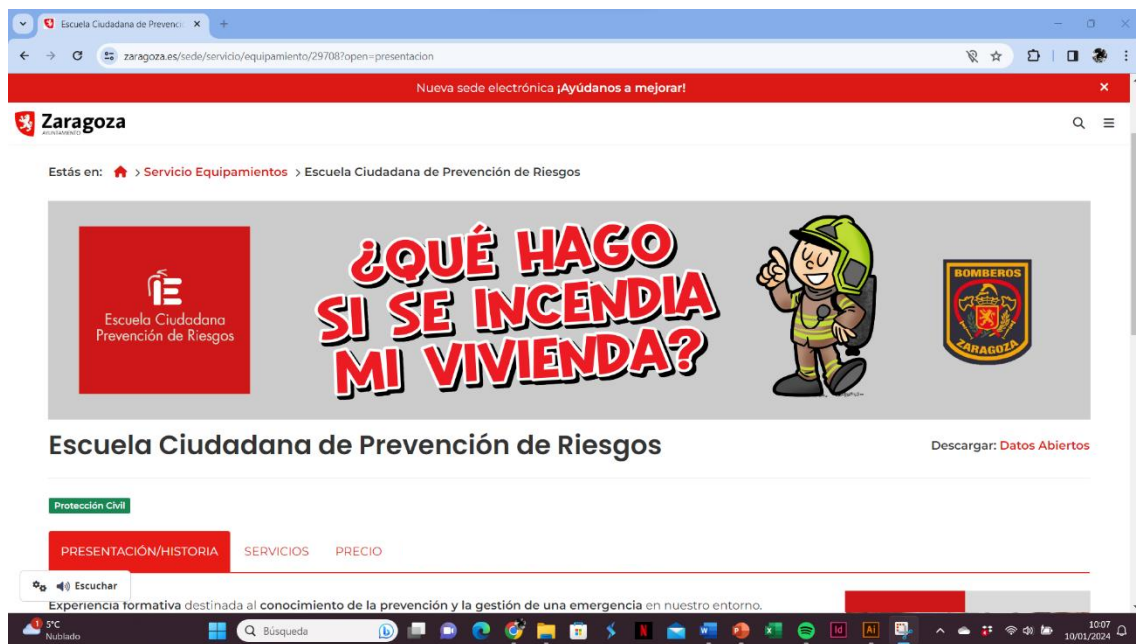 Escuela Ciudadana de Prevenci
zaragoza.es/sede/servicio/equipamiento/29708?open=presentacion
Nueva sede electrónica ¡Ayúdanos a mejorar!
Zaragoza
AYUNTAMIENTO
Estás en: > Servicio Equipamientos > Escuela Ciudadana de Prevención de Riesgos
Escuela Ciudadana
Prevención de Riesgos
¿QUÉ HAGO
SI SE INCENDIA
MI VIVIENDA?
BOMBEROS
ZARAGOZA
Escuela Ciudadana de Prevención de Riesgos
Descargar: Datos Abiertos
Protección Civil
PRESENTACIÓN/HISTORIA SERVICIOS PRECIO
Escuchar
Experiencia formativa destinada al conocimiento de la prevención y la gestión de una emergencia en nuestro entorno.
1
5°C
Nublado
Búsqueda
10:07
10/01/2024